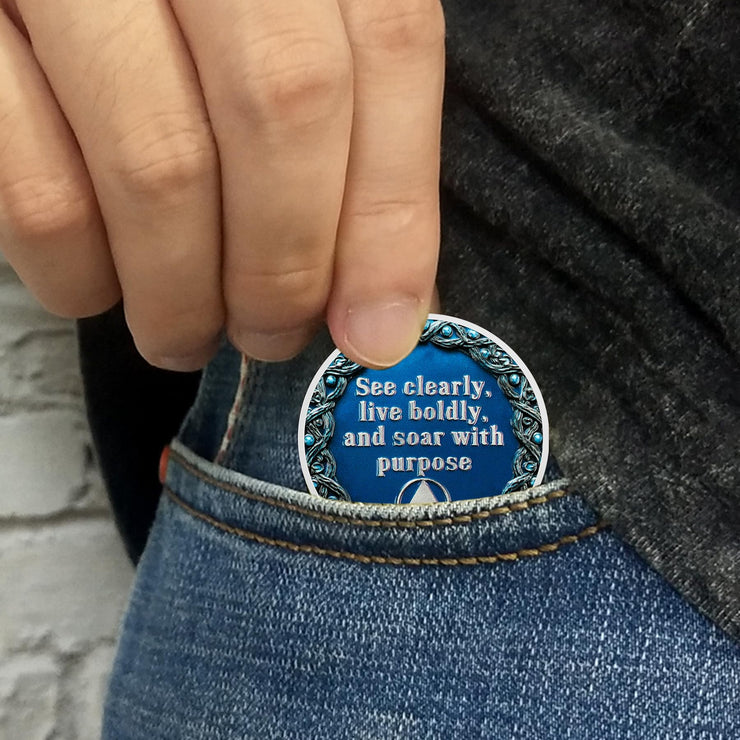 See clearly,
live boldly,
and soar with
purpose